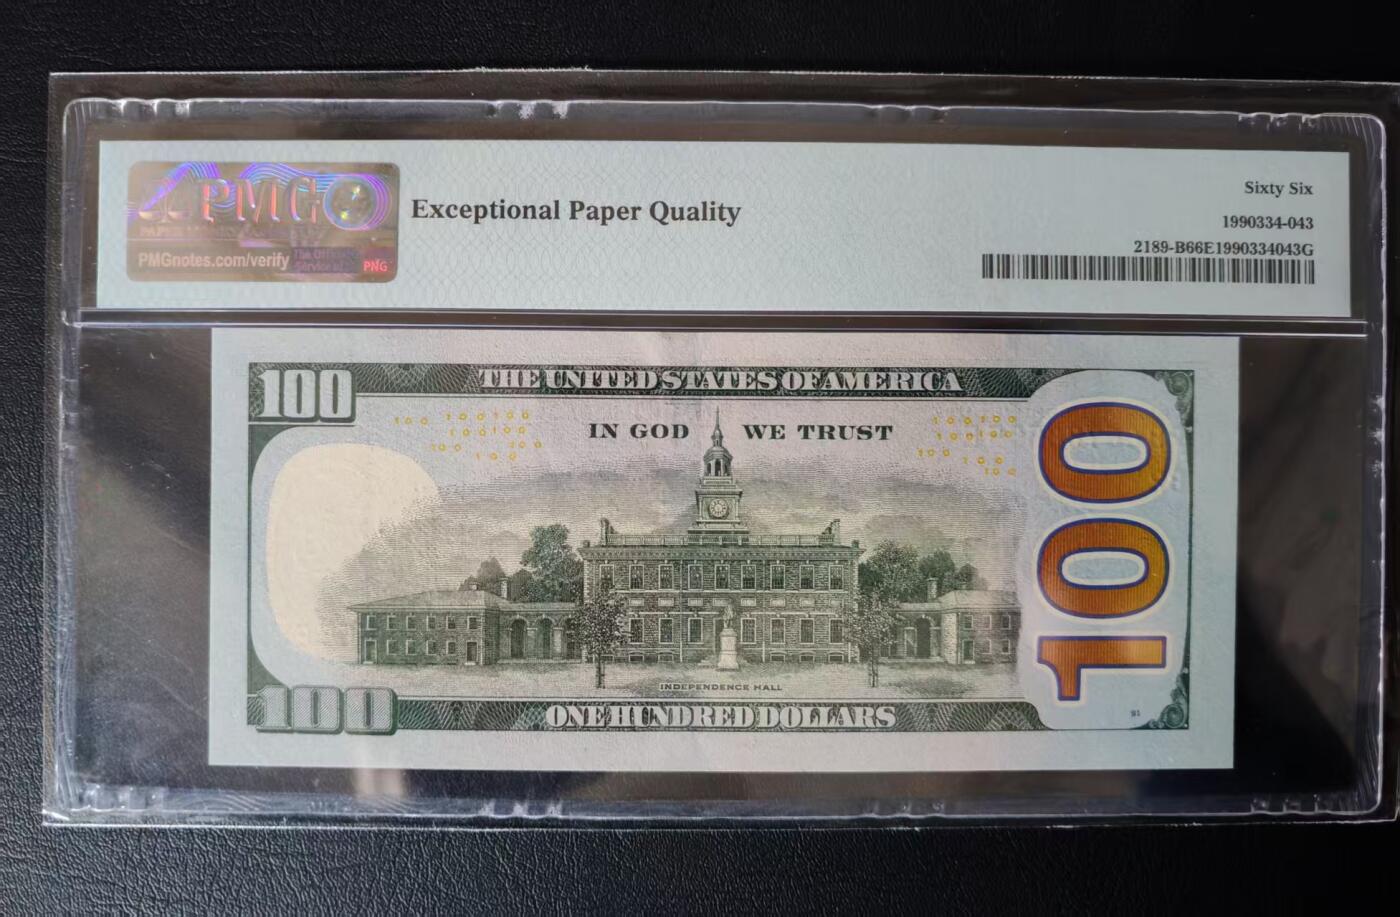 PMG
PMGnotes.com/verify
PNG
Exceptional Paper Quality
Sixty Six
1990334-043
2189-B66E1990334043G
100
THE UNITED STATES OF AMERICA
IN GOD WE TRUST
100
INDEPENDENCE HALL
100
ONE HUNDRED DOLLARS